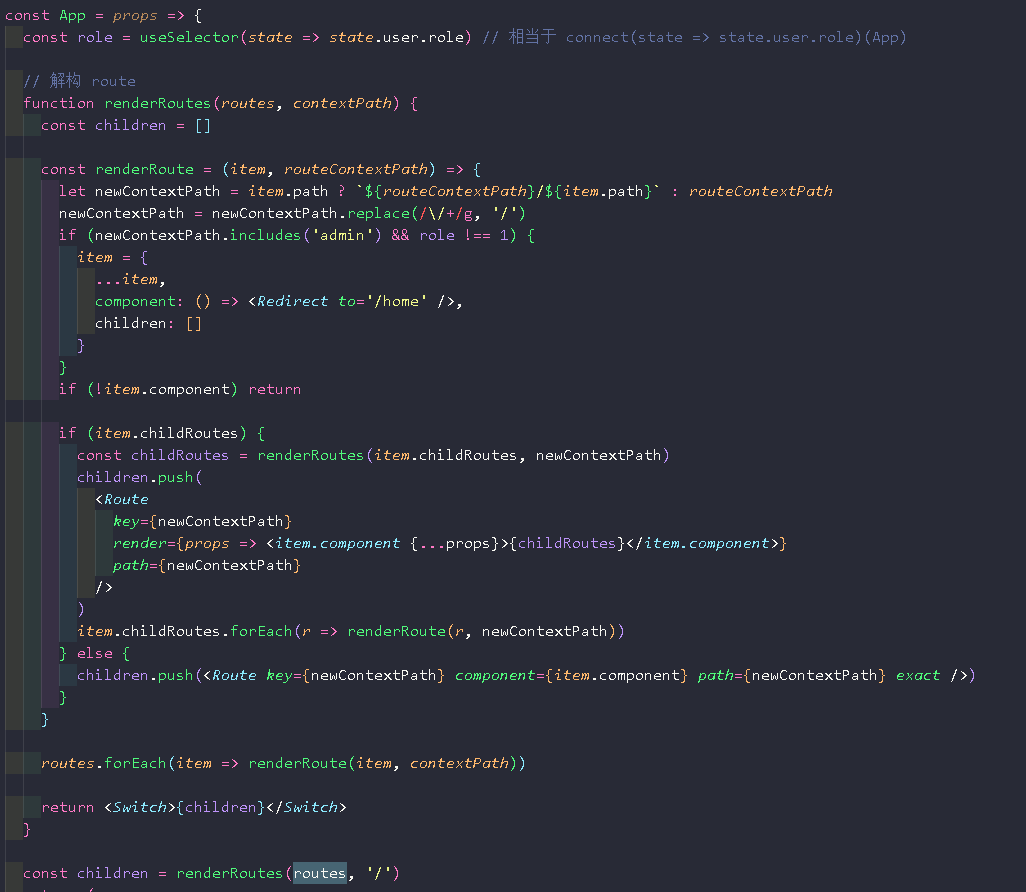 const App = props => {
const role = useSelector(state => state.user.role) // 相当于 connect(state => state.user.role)(App)
// 解构 route
function renderRoutes(routes, contextPath) {
const children = []
const renderRoute = (item, routeContextPath) => {
let newContextPath = item.path ? `${routeContextPath}/${item.path}` : routeContextPath
newContextPath = newContextPath.replace(/\/+/g, '/')
if (newContextPath.includes('admin') && role !== 1) {
item = {
...item,
component: () => <Redirect to='/home' />,
children: []
}
}
if (!item.component) return
if (item.childRoutes) {
const childRoutes = renderRoutes(item.childRoutes, newContextPath)
children.push(
<Route
key={newContextPath}
render={props => <item.component {...props}>{childRoutes}</item.component>}
path={newContextPath}
/>
)
item.childRoutes.forEach(r => renderRoute(r, newContextPath))
} else {
children.push(<Route key={newContextPath} component={item.component} path={newContextPath} exact />)
}
}
routes.forEach(item => renderRoute(item, contextPath))
return <Switch>{children}</Switch>
}
const children = renderRoutes(routes, '/')